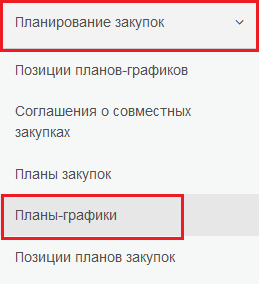 Планирование закупок
Позиции планов-графиков
Соглашения о совместных
закупках
Планы закупок
Планы-графики
Позиции планов закупок